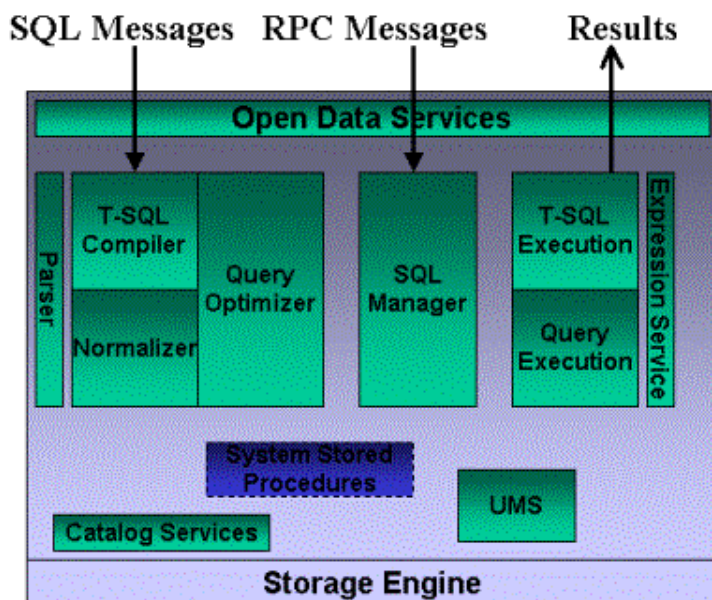 SQL Messages
RPC Messages
Results
Open Data Services
Parser
T-SQL
Compiler
Normalizer
Query
Optimizer
SQL
Manager
T-SQL
Execution
Query
Execution
Expression Service
System Stored
Procedures
UMS
Catalog Services
Storage Engine